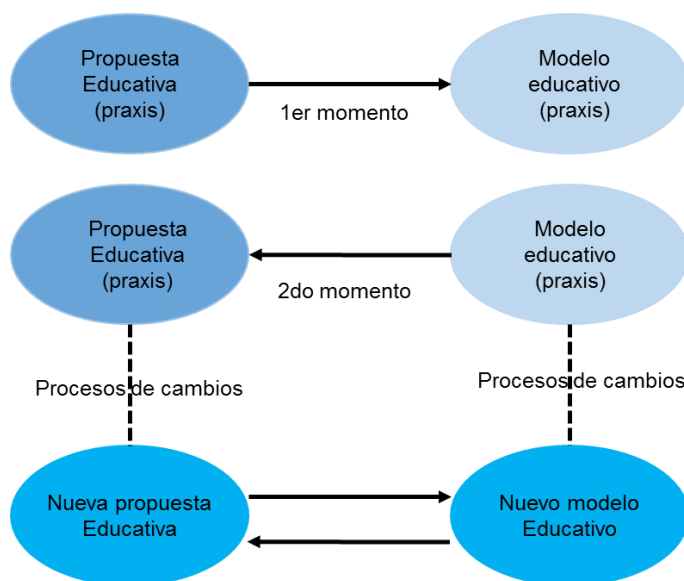 Propuesta
Educativa
(praxis)
1er momento
Modelo
educativo
(praxis)
Propuesta
Educativa
(praxis)
2do momento
Modelo
educativo
(praxis)
Procesos de cambios
Procesos de cambios
Nueva propuesta
Educativa
Nuevo modelo
Educativo